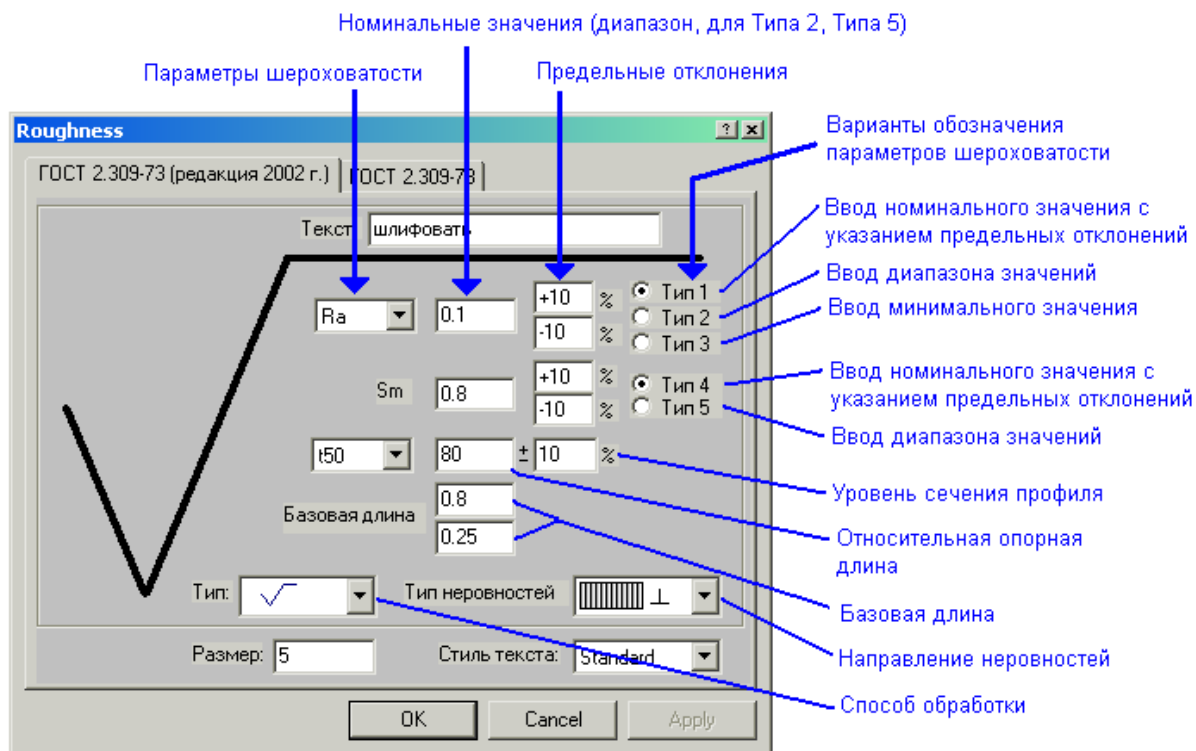 Номинальные значения (диапазон, для Типа 2, Типа 5)
Параметры шероховатости
Предельные отклонения
Roughness
ГОСТ 2.309-73 (редакция 2002 г.)
ГОСТ 2.309-73
Варианты обозначения
параметров шероховатости
Текст шлифовать
Ввод номинального значения с
указанием предельных отклонений
Ra 0.1 +10 % Тип 1
-10 % Тип 2
Тип 3
Ввод диапазона значений
Ввод минимального значения
Sm 0.8 +10 % Тип 4
-10 % Тип 5
Ввод номинального значения с
указанием предельных отклонений
Ввод диапазона значений
t50 80 ± 10 %
Уровень сечения профиля
Базовая длина 0.8
0.25
Относительная опорная
длина
Тип: Тип неровностей ⊥
Базовая длина
Размер: 5 Стиль текста: Standard
Направление неровностей
OK Cancel Apply
Способ обработки